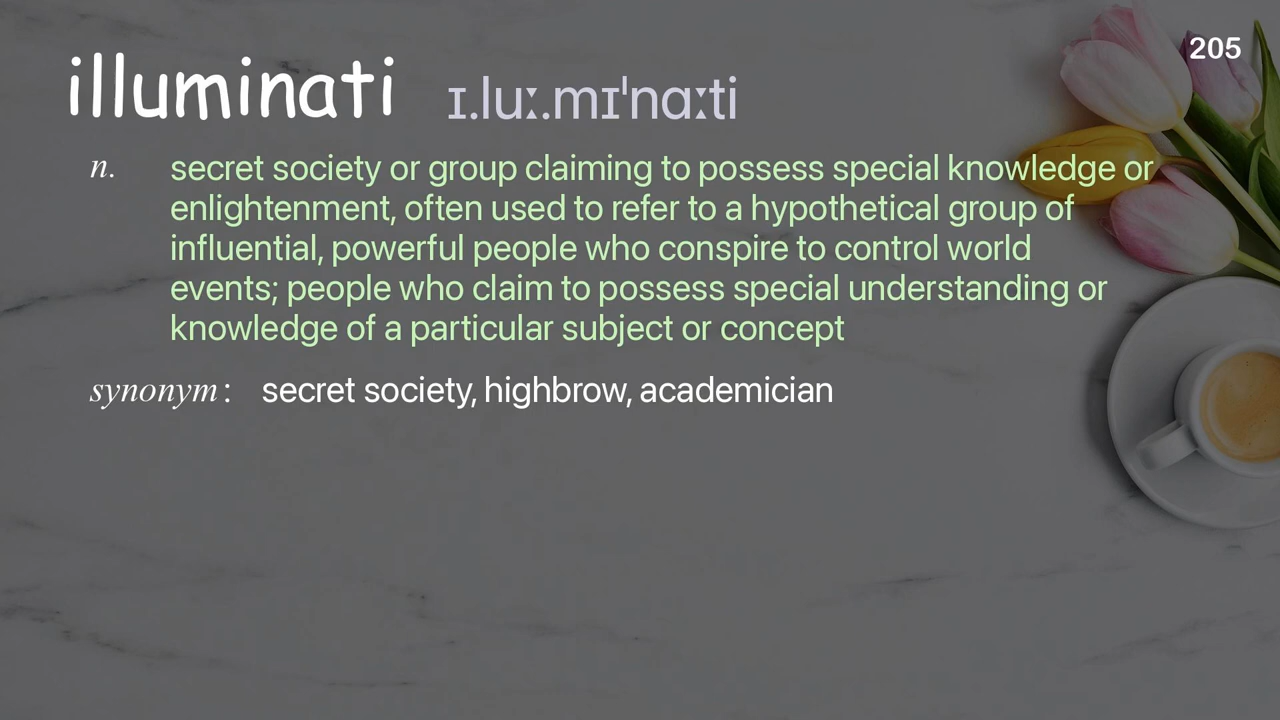 205
illuminati ɪ.luː.mɪˈnɑːti
n. secret society or group claiming to possess special knowledge or
enlightenment, often used to refer to a hypothetical group of
influential, powerful people who conspire to control world
events; people who claim to possess special understanding or
knowledge of a particular subject or concept
synonym: secret society, highbrow, academician